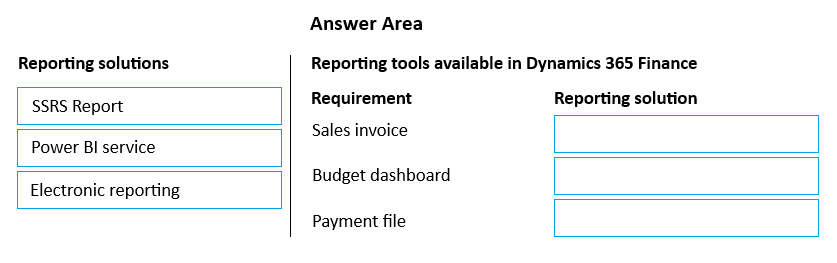 Answer Area
Reporting solutions
SSRS Report
Power BI service
Electronic reporting
Reporting tools available in Dynamics 365 Finance
Requirement Reporting solution
Sales invoice
Budget dashboard
Payment file